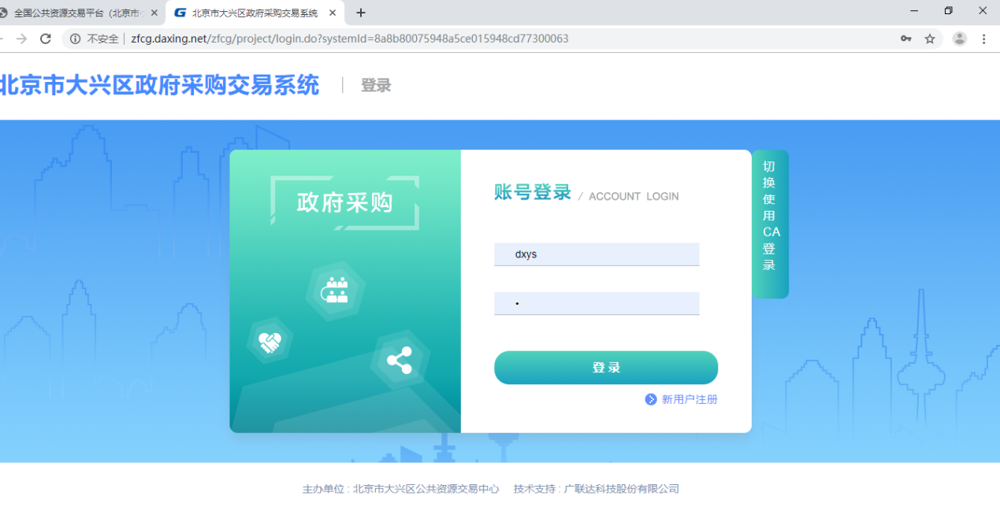 全国公共资源交易平台（北京市·
北京市大兴区政府采购交易系统
不安全 | zfcg.daxing.net/zfcg/project/login.do?systemId=8a8b80075948a5ce015948cd77300063
北京市大兴区政府采购交易系统 | 登录
政府采购
账号登录 / ACCOUNT LOGIN
dxys
登录
新用户注册
切换使用CA登录
主办单位 : 北京市大兴区公共资源交易中心 技术支持 : 广联达科技股份有限公司